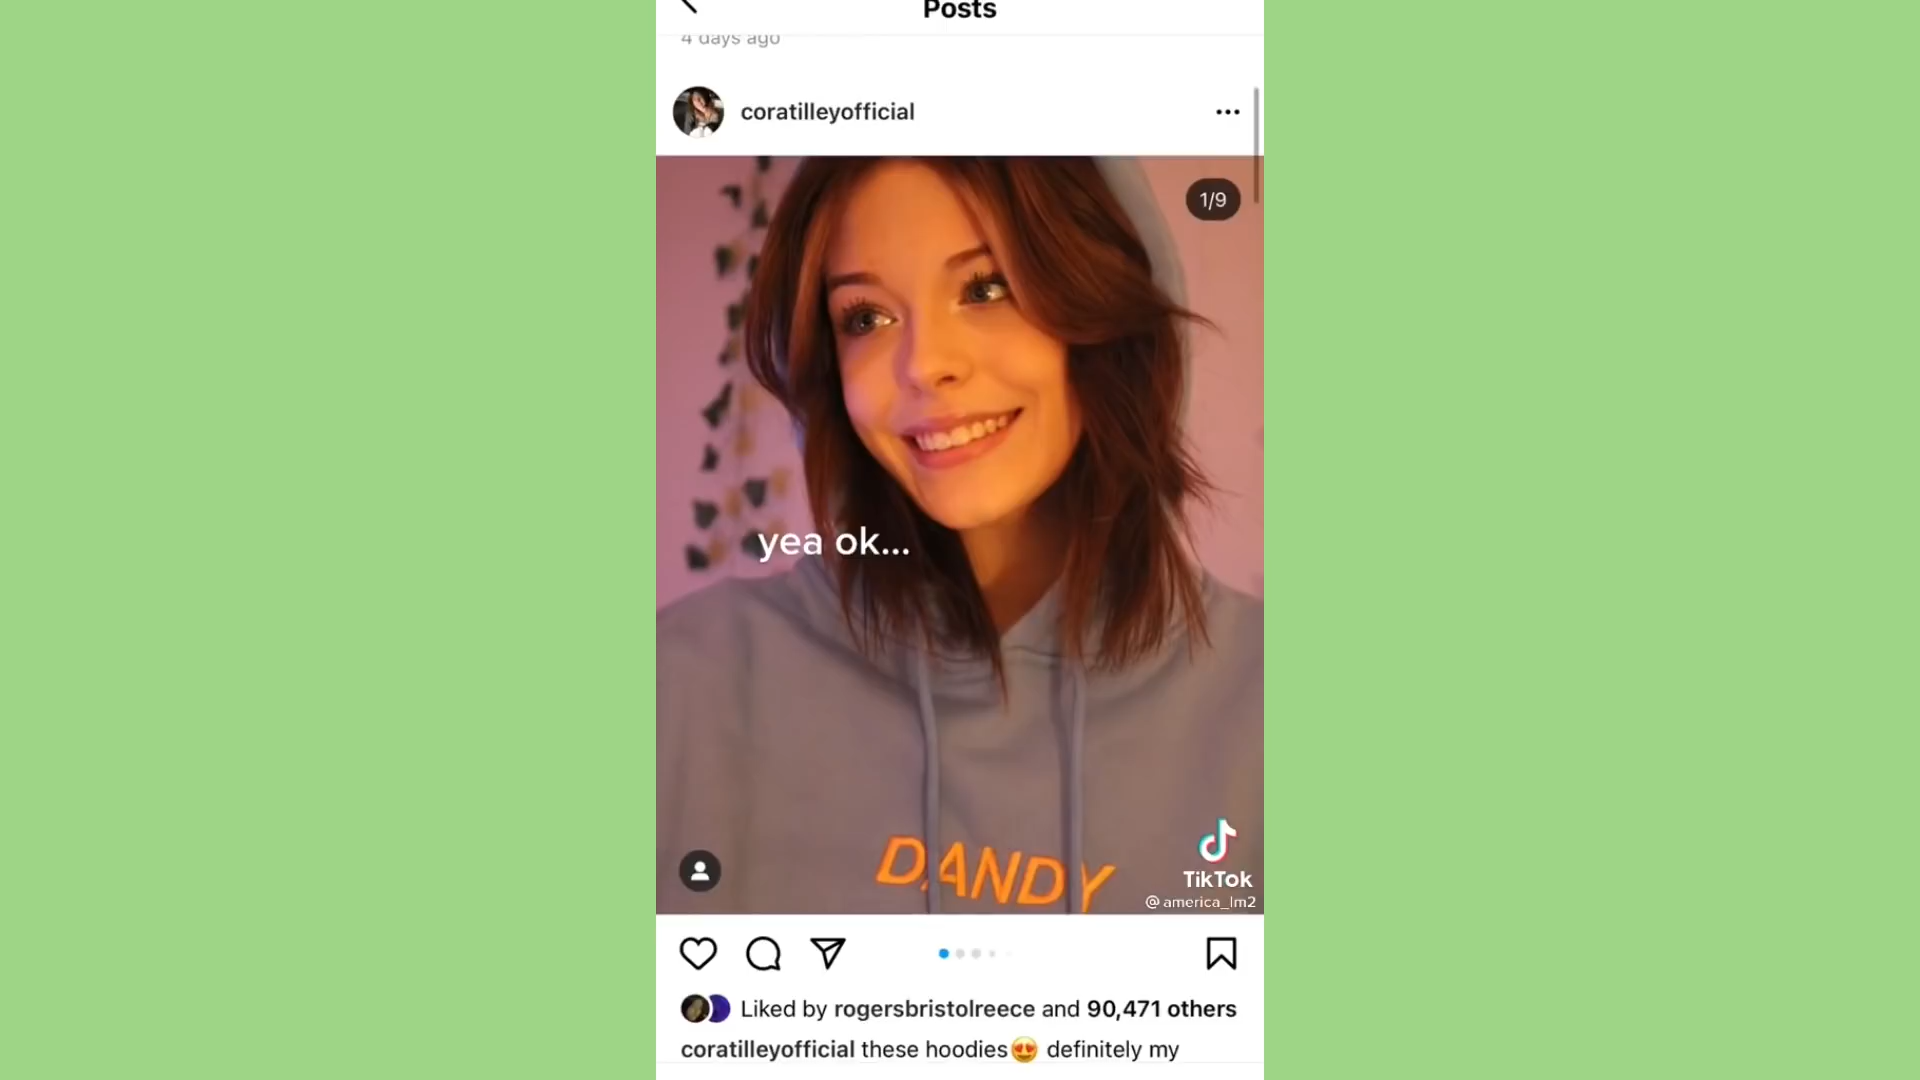 Posts
4 days ago
coratilleyofficial
1/9
yea ok...
DANDY
TikTok
@america_lm2
Liked by rogersbristolreece and 90,471 others
coratilleyofficial these hoodies😍 definitely my